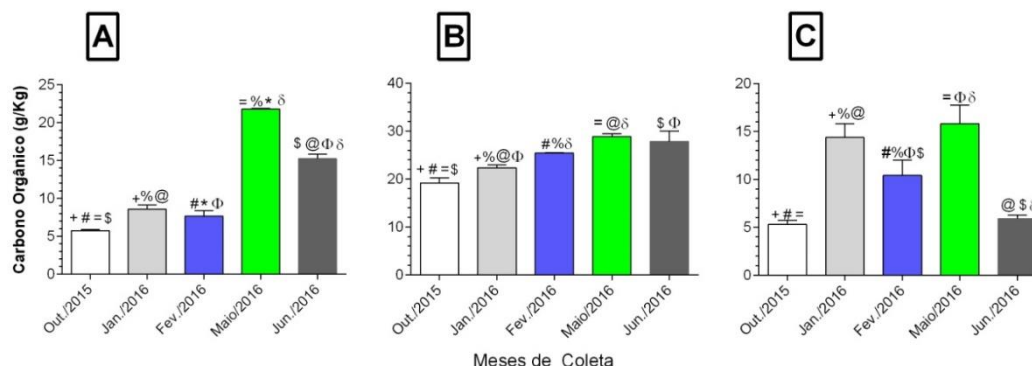 A
B
C
Carbono Orgânico (g/Kg)
25
20
15
10
5
0
+ # = $
+%@
#*Φ
= %* δ
$ @Φ δ
Out./2015
Jan./2016
Fev./2016
Maio/2016
Jun./2016
40
30
20
10
0
+ # = $
+%@Φ
#%δ
= @δ
$ Φ
Out./2015
Jan./2016
Fev./2016
Maio/2016
Jun./2016
20
15
10
5
0
+ # =
+%@
#%Φ$
= Φδ
@ $ δ
Out./2015
Jan./2016
Fev./2016
Maio/2016
Jun./2016
Meses de Coleta